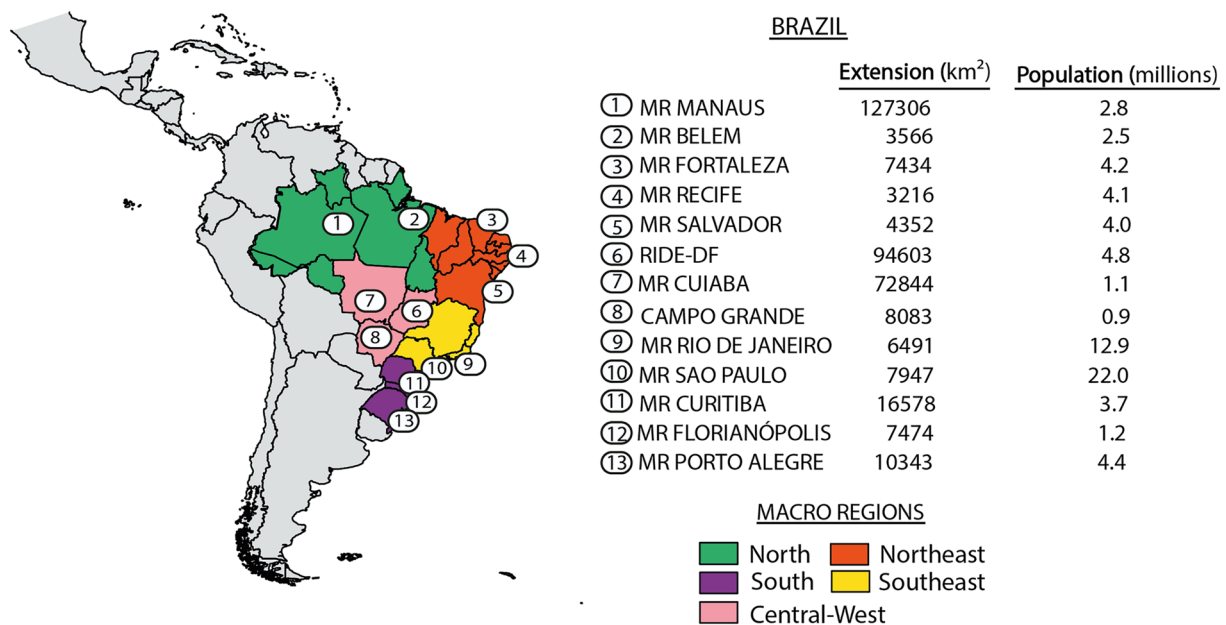 BRAZIL
Extension (km²) Population (millions)
1 MR MANAUS 127306 2.8
2 MR BELEM 3566 2.5
3 MR FORTALEZA 7434 4.2
4 MR RECIFE 3216 4.1
5 MR SALVADOR 4352 4.0
6 RIDE-DF 94603 4.8
7 MR CUIABA 72844 1.1
8 CAMPO GRANDE 8083 0.9
9 MR RIO DE JANEIRO 6491 12.9
10 MR SAO PAULO 7947 22.0
11 MR CURITIBA 16578 3.7
12 MR FLORIANÓPOLIS 7474 1.2
13 MR PORTO ALEGRE 10343 4.4
MACRO REGIONS
North Northeast
South Southeast
Central-West
1
2
3
4
5
6
7
8
9
10
11
12
13